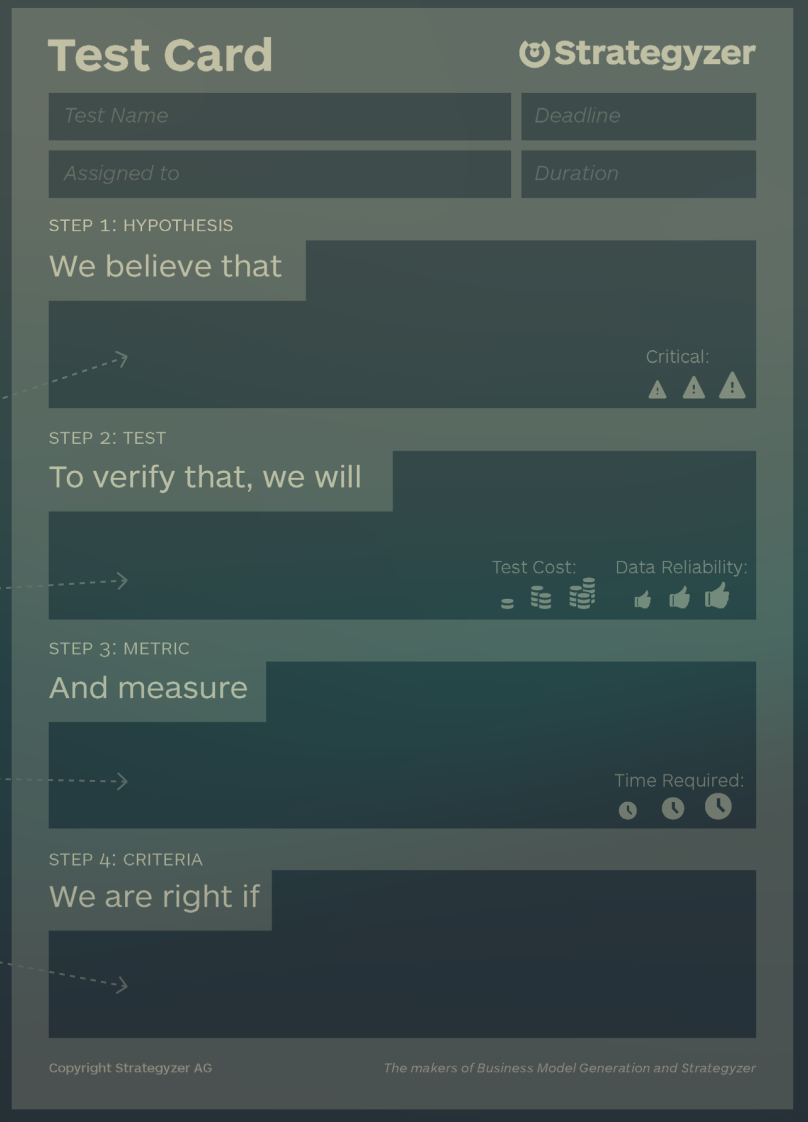 Test Card
Strategyzer
Test Name
Deadline
Assigned to
Duration
STEP 1: HYPOTHESIS
We believe that
Critical:
STEP 2: TEST
To verify that, we will
Test Cost:
Data Reliability:
STEP 3: METRIC
And measure
Time Required:
STEP 4: CRITERIA
We are right if
Copyright Strategyzer AG
The makers of Business Model Generation and Strategyzer